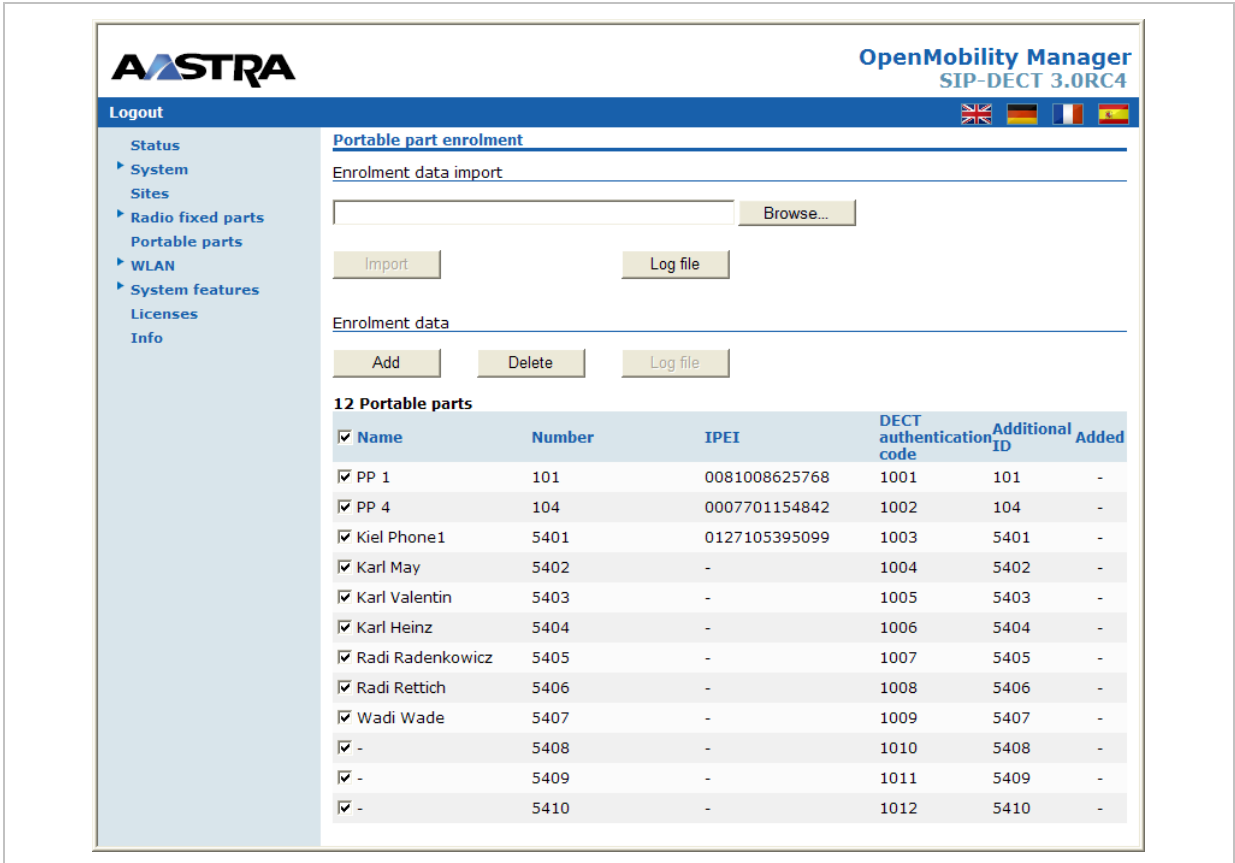 AASTRA
OpenMobility Manager
SIP-DECT 3.0RC4
Logout
Status
System
Sites
Radio fixed parts
Portable parts
WLAN
System features
Licenses
Info
Portable part enrolment
Enrolment data import
Browse...
Import Log file
Enrolment data
Add Delete Log file
12 Portable parts
Name Number IPEI DECT authentication code Additional ID Added
PP 1 101 0081008625768 1001 101 -
PP 4 104 0007701154842 1002 104 -
Kiel Phone1 5401 0127105395099 1003 5401 -
Karl May 5402 - 1004 5402 -
Karl Valentin 5403 - 1005 5403 -
Karl Heinz 5404 - 1006 5404 -
Radi Radenkowicz 5405 - 1007 5405 -
Radi Rettich 5406 - 1008 5406 -
Wadi Wade 5407 - 1009 5407 -
- 5408 - 1010 5408 -
- 5409 - 1011 5409 -
- 5410 - 1012 5410 -